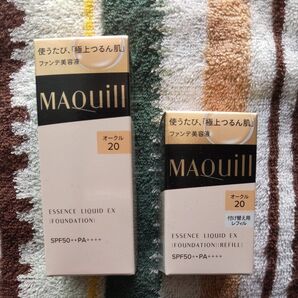 使うたび、「極上つるん肌」
ファンデ美容液
MAQuill
オークル
20
ESSENCE LIQUID EX
(FOUNDATION)
SPF50+・PA++++
使うたび、「極上つるん肌」
ファンデ美容液
MAQuill
オークル
20
付け替え用
レフィル
ESSENCE LIQUID EX
(FOUNDATION)(REFILL)
SPF50+・PA++++